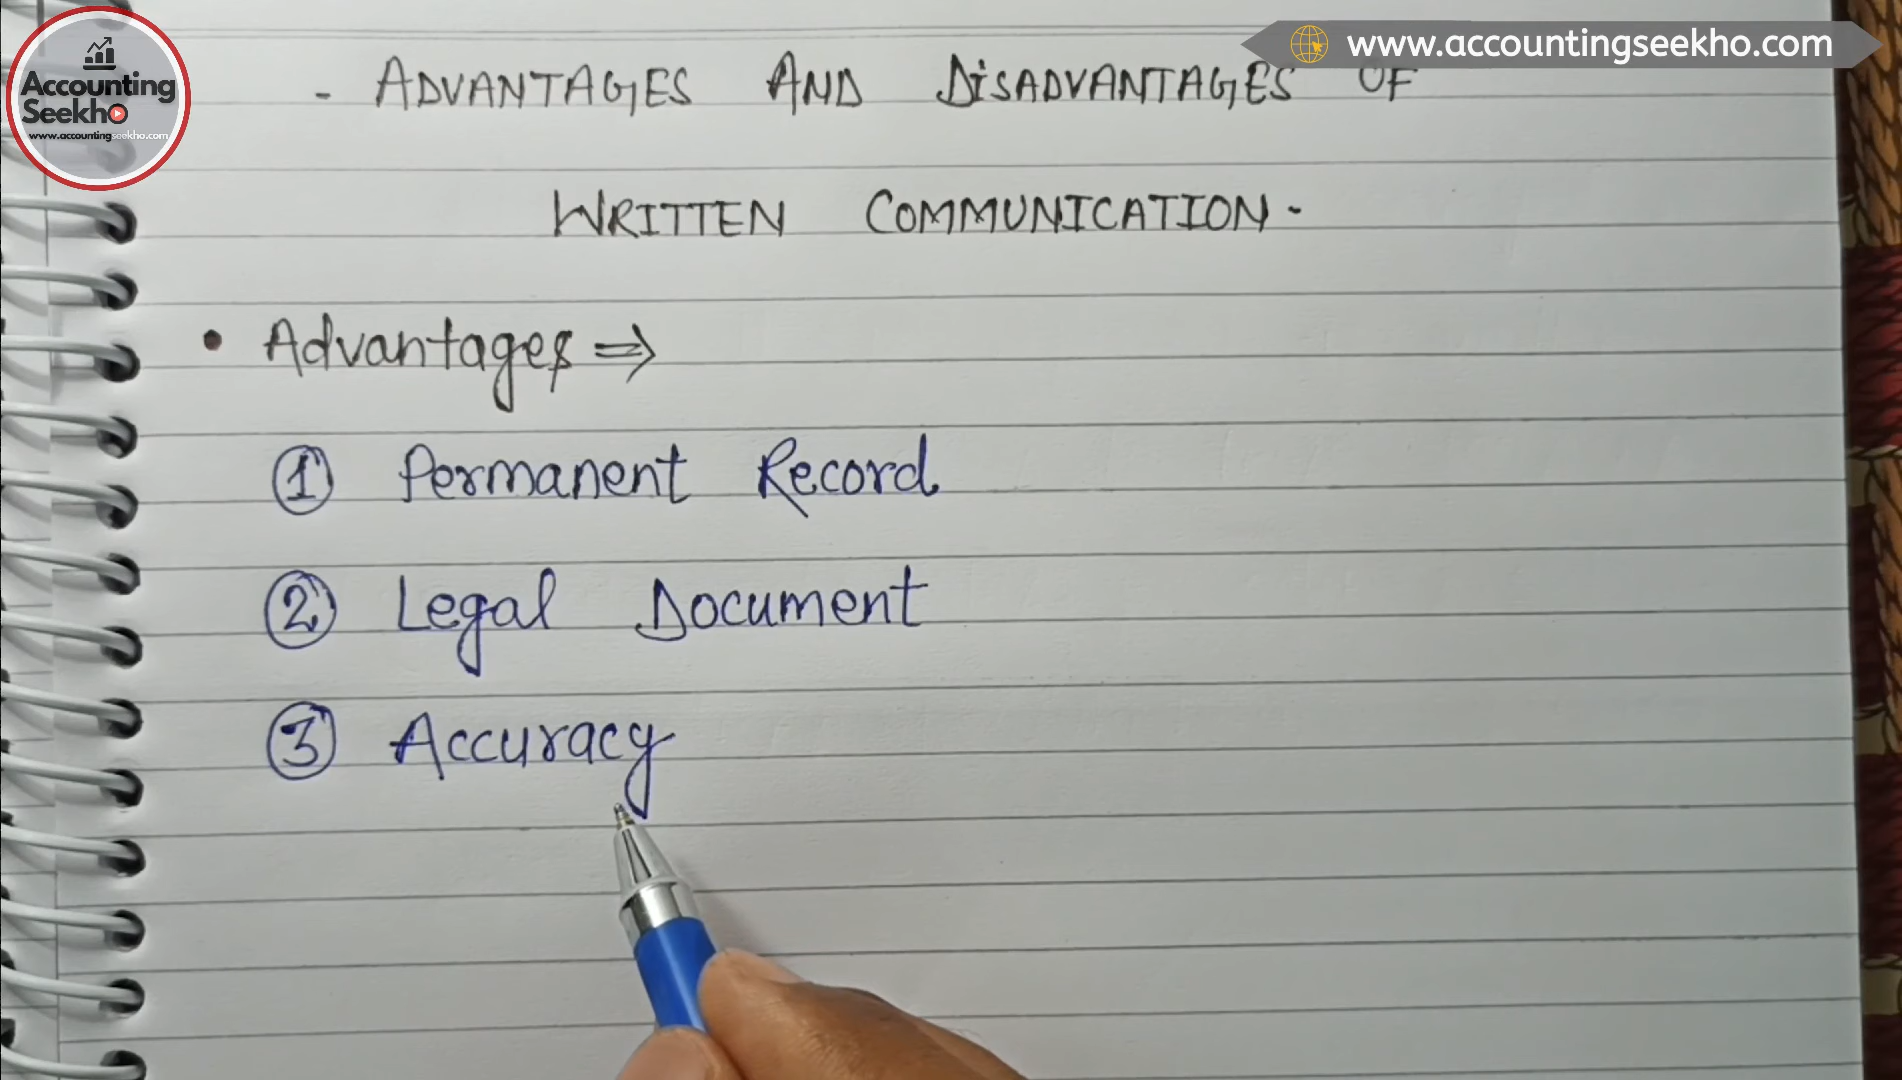 Accounting
Seekho
www.accountingseekho.com
www.accountingseekho.com
- ADVANTAGES AND DISADVANTAGES OF
WRITTEN COMMUNICATION.
• Advantages ⇒
① Permanent Record
② Legal Document
③ Accuracy